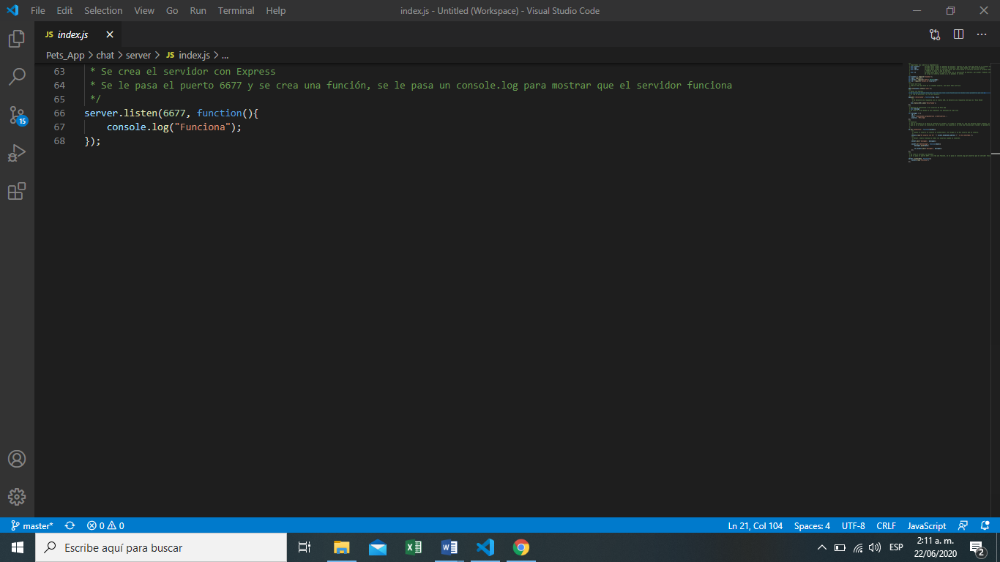 File Edit Selection View Go Run Terminal Help
index.js - Untitled (Workspace) - Visual Studio Code
JS index.js
Pets_App > chat > server > JS index.js > ...
63 * Se crea el servidor con Express
64 * Se le pasa el puerto 6677 y se crea una función, se le pasa un console.log para mostrar que el servidor funciona
65 */
66 server.listen(6677, function(){
67 console.log("Funciona");
68 });
15
master* 0 0
Ln 21, Col 104 Spaces: 4 UTF-8 CRLF JavaScript
Escribe aquí para buscar
ESP
2:11 a. m.
22/06/2020
2